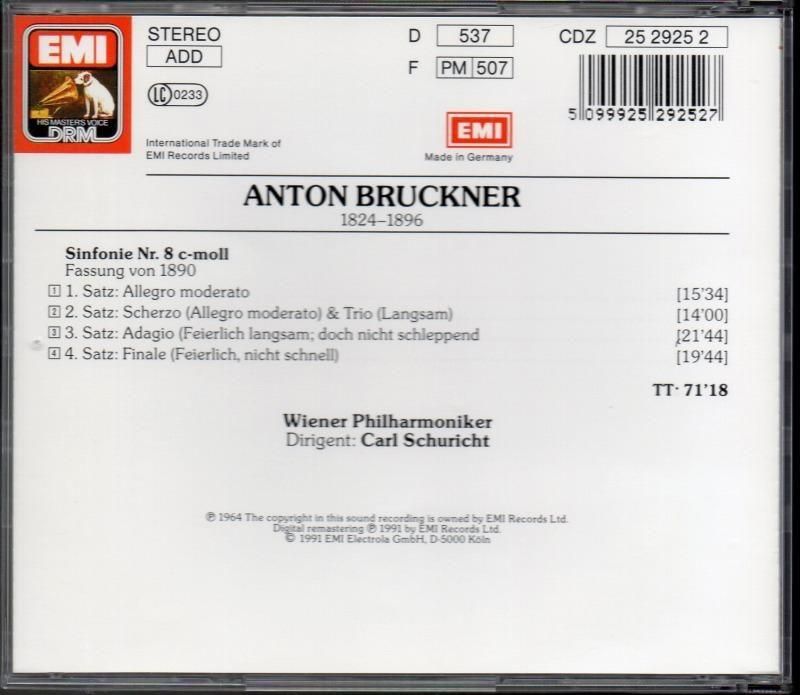 EMI
HIS MASTER'S VOICE
DRM
STEREO
ADD
LC 0233
International Trade Mark of
EMI Records Limited
D 537
F PM 507
EMI
Made in Germany
CDZ 25 2925 2
5 099925 292527
ANTON BRUCKNER
1824–1896
Sinfonie Nr. 8 c-moll
Fassung von 1890
1 1. Satz: Allegro moderato [15'34]
2 2. Satz: Scherzo (Allegro moderato) & Trio (Langsam) [14'00]
3 3. Satz: Adagio (Feierlich langsam; doch nicht schleppend [21'44]
4 4. Satz: Finale (Feierlich, nicht schnell) [19'44]
TT· 71'18
Wiener Philharmoniker
Dirigent: Carl Schuricht
℗ 1964 The copyright in this sound recording is owned by EMI Records Ltd.
Digital remastering ℗ 1991 by EMI Records Ltd.
© 1991 EMI Electrola GmbH, D-5000 Köln